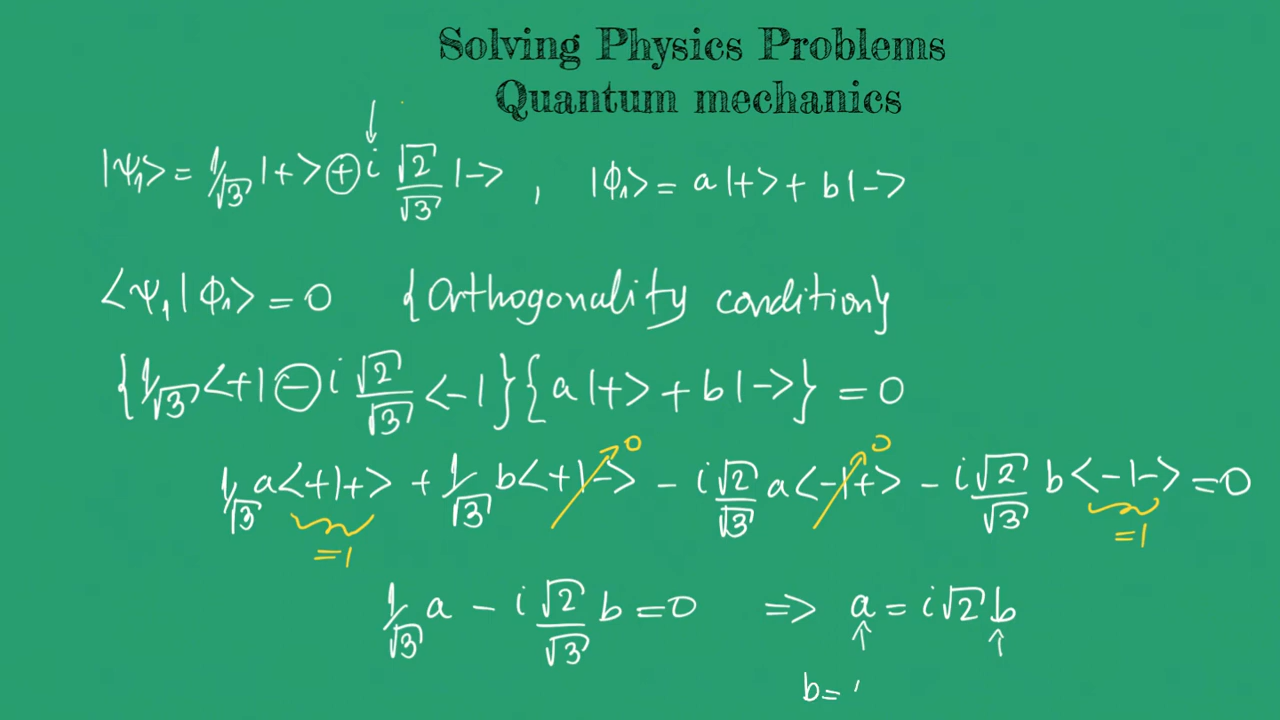 Solving Physics Problems
Quantum mechanics
|Ψ₁> = 1/√3 |+> ⊕ i √2/√3 |->, |Φ₁> = a|+> + b|->
<Ψ₁|Φ₁> = 0 {Orthogonality condition}
{1/√3 <+| ⊖ i √2/√3 <-|}{a|+> + b|->} = 0
1/√3 a<+|+> + 1/√3 b<+|-> - i √2/√3 a<-|+> - i √2/√3 b<-|-> = 0
0 0
=1 =1
1/√3 a - i √2/√3 b = 0 => a = i√2 b
b =